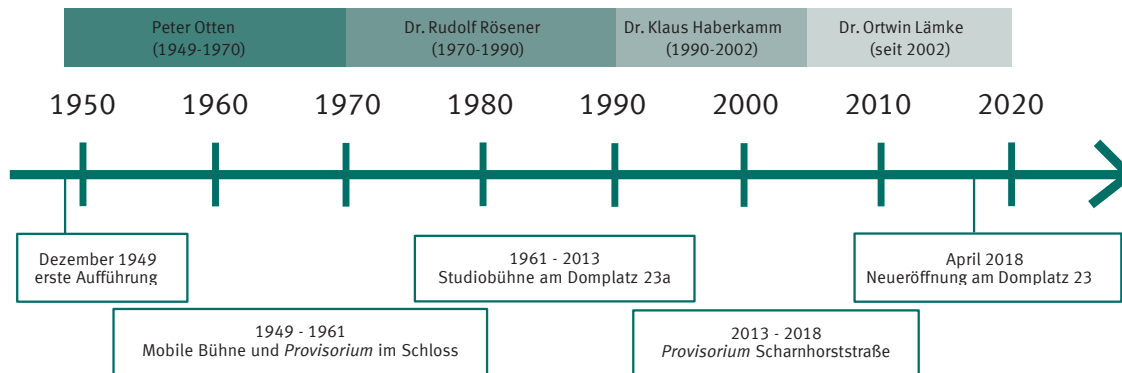 Peter Otten
(1949-1970)
Dr. Rudolf Rösener
(1970-1990)
Dr. Klaus Haberkamm
(1990-2002)
Dr. Ortwin Lämke
(seit 2002)
1950 1960 1970 1980 1990 2000 2010 2020
Dezember 1949
erste Aufführung
1961 - 2013
Studiobühne am Domplatz 23a
April 2018
Neueröffnung am Domplatz 23
1949 - 1961
Mobile Bühne und Provisorium im Schloss
2013 - 2018
Provisorium Scharnhorststraße